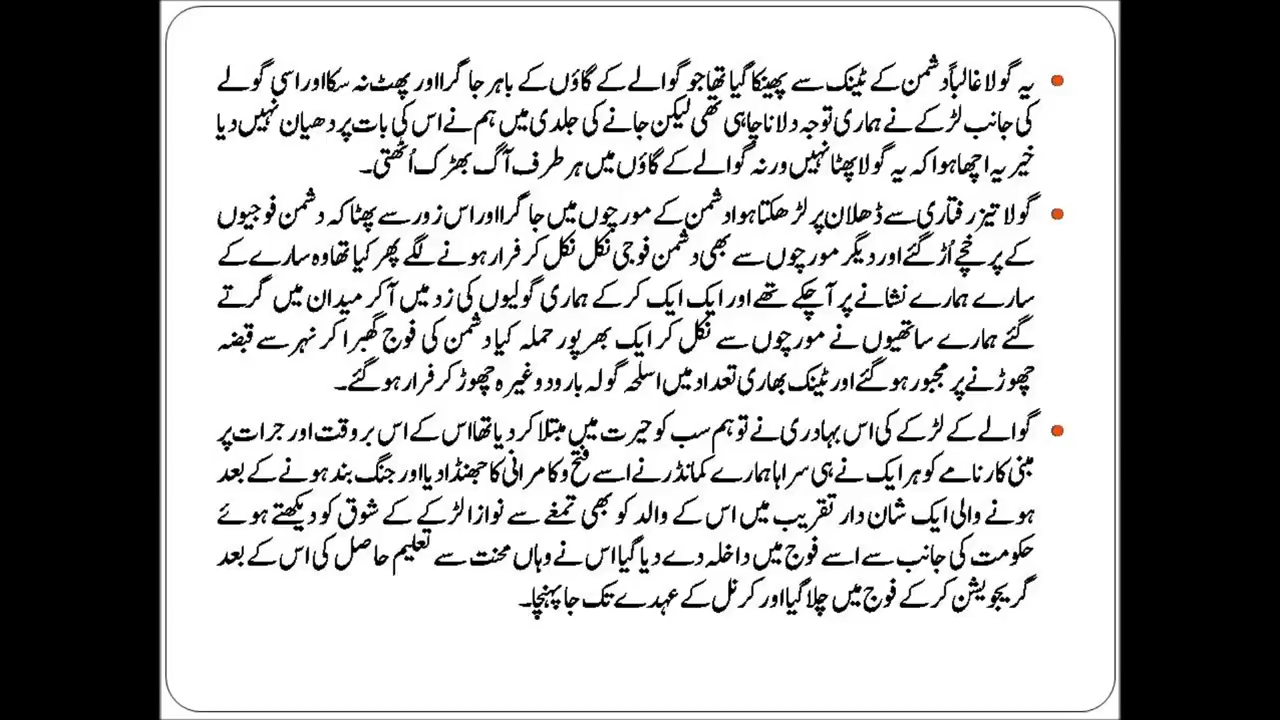 یہ گولا غالباً دشمن کے ٹینک سے پھینکا گیا تھا جو گوالے کے گاؤں کے باہر جا گرا اور پھٹ نہ سکا اور اسی گولے
کی جانب لڑکے نے ہماری توجہ دلانا چاہی تھی لیکن جانے کی جلدی میں ہم نے اس کی بات پر دھیان نہیں دیا
خیر یہ اچھا ہوا کہ یہ گولا پھٹا نہیں ورنہ گوالے کے گاؤں میں ہر طرف آگ بھڑک اُٹھتی۔
گولا تیز رفتاری سے ڈھلان پر لڑھکتا ہوا دشمن کے مورچوں میں جا گرا اور اس زور سے پھٹا کہ دشمن فوجیوں
کے پرخچے اُڑ گئے اور دیگر مورچوں سے بھی دشمن فوجی نکل نکل کر فرار ہونے لگے پھر کیا تھا وہ سارے کے
سارے ہمارے نشانے پر آچکے تھے اور ایک ایک کر کے ہماری گولیوں کی زد میں آکر میدان میں گرتے
گئے ہمارے ساتھیوں نے مورچوں سے نکل کر ایک بھرپور حملہ کیا دشمن کی فوج گھبرا کر نہر سے قبضہ
چھوڑنے پر مجبور ہو گئے اور ٹینک بھاری تعداد میں اسلحہ گولہ بارود وغیرہ چھوڑ کر فرار ہو گئے۔
گوالے کے لڑکے کی اس بہادری نے تو ہم سب کو حیرت میں مبتلا کر دیا تھا اس کے اس بروقت اور جرات پر
مبنی کارنامے کو ہر ایک نے ہی سراہا ہمارے کمانڈر نے اسے فتح و کامرانی کا جھنڈا دیا اور جنگ بند ہونے کے بعد
ہونے والی ایک شان دار تقریب میں اس کے والد کو بھی تمغے سے نوازا لڑکے کے شوق کو دیکھتے ہوئے
حکومت کی جانب سے اسے فوج میں داخلہ دے دیا گیا اس نے وہاں محنت سے تعلیم حاصل کی اس کے بعد
گریجویشن کر کے فوج میں چلا گیا اور کرنل کے عہدے تک جا پہنچا۔